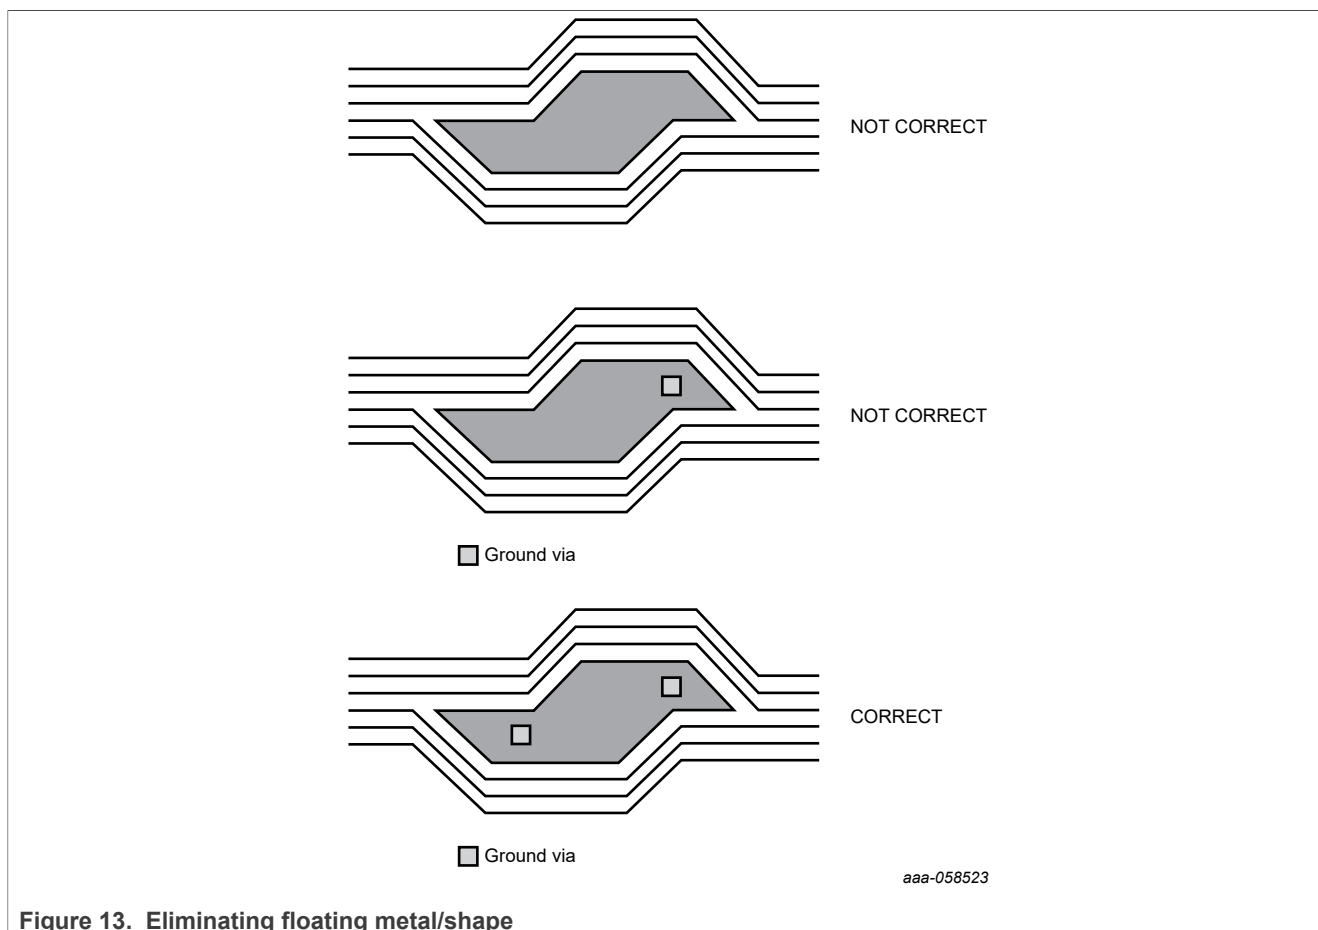 NOT CORRECT
NOT CORRECT
Ground via
CORRECT
Ground via
aaa-058523
Figure 13. Eliminating floating metal/shape